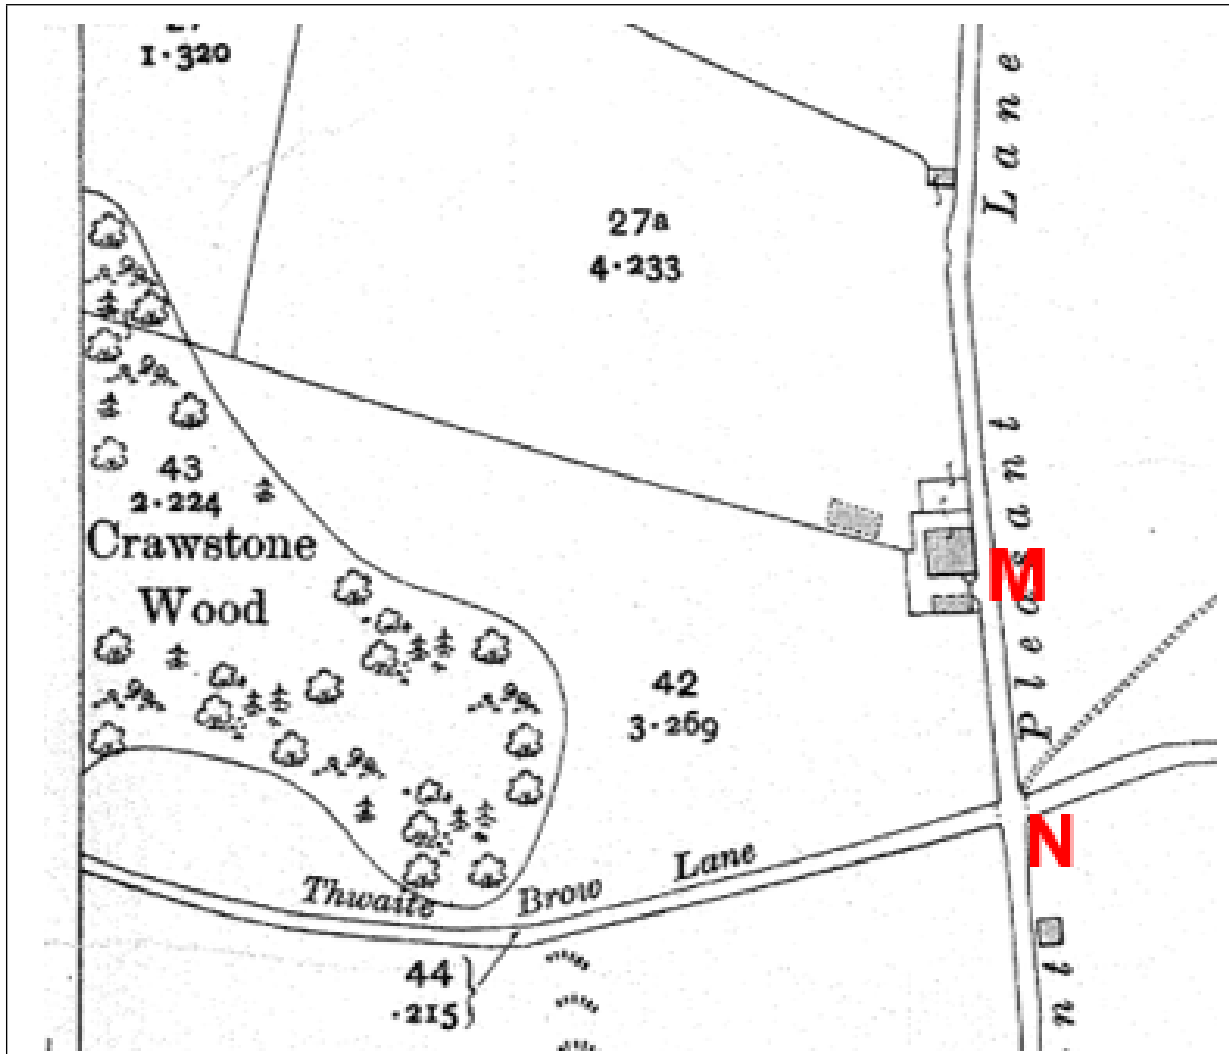 1·320
27a
4·233
Pleasant Lane
43
2·224
Crawstone
Wood
M
42
3·269
N
Thwaite Brow Lane
44
·215